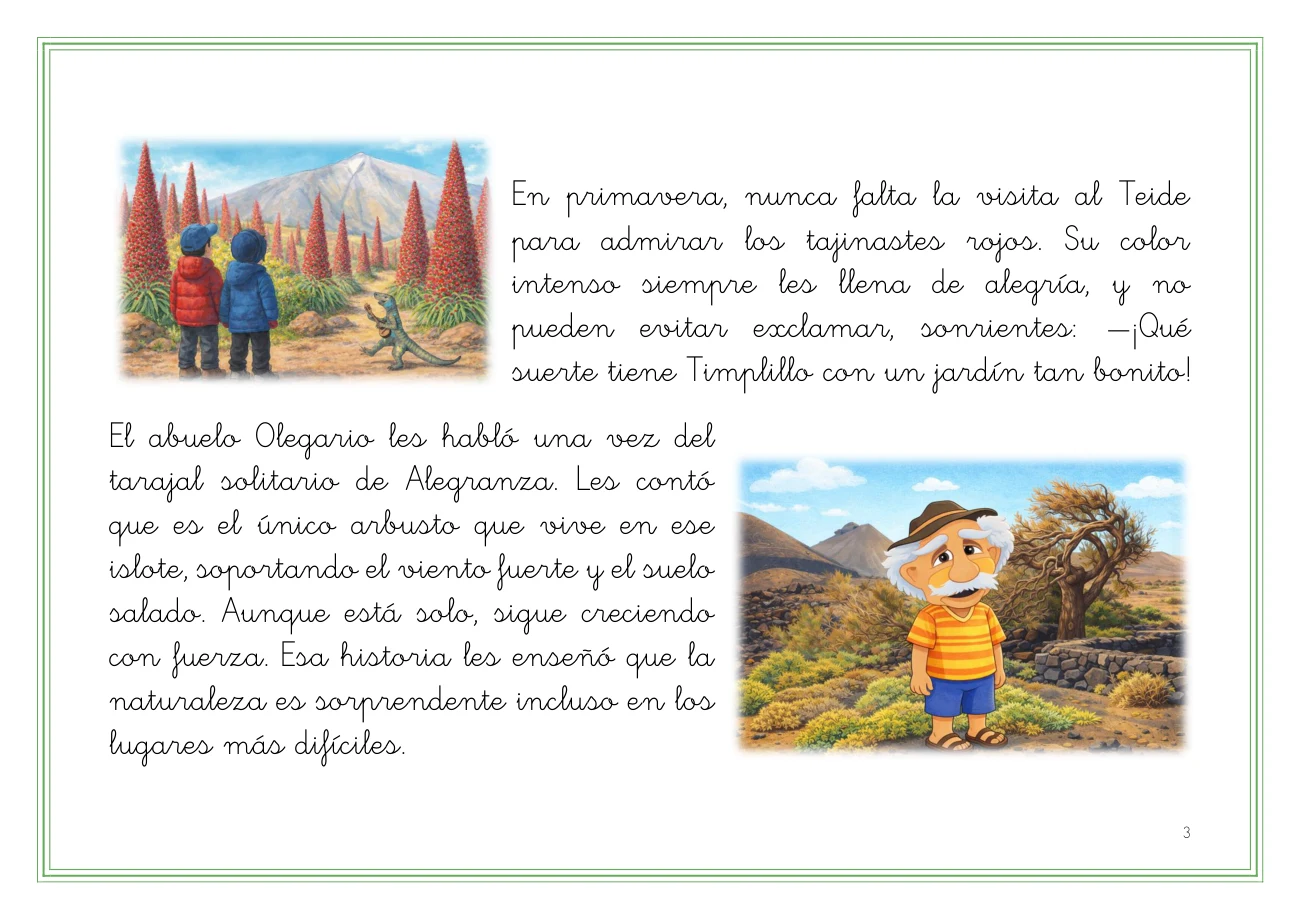 En primavera, nunca falta la visita al Teide
para admirar los tajinastes rojos. Su color
intenso siempre les llena de alegría, y no
pueden evitar exclamar, sonrientes: —¡Qué
suerte tiene Timplillo con un jardín tan bonito!
El abuelo Olegario les habló una vez del
tarajal solitario de Alegranza. Les contó
que es el único arbusto que vive en ese
islote, soportando el viento fuerte y el suelo
salado. Aunque está solo, sigue creciendo
con fuerza. Esa historia les enseñó que la
naturaleza es sorprendente incluso en los
lugares más difíciles.
3